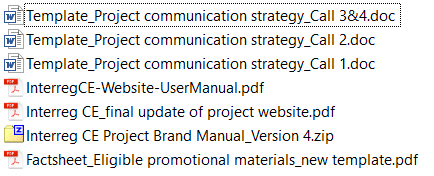 Template_Project communication strategy_Call 3&4.doc
Template_Project communication strategy_Call 2.doc
Template_Project communication strategy_Call 1.doc
InterregCE-Website-UserManual.pdf
Interreg CE_final update of project website.pdf
Interreg CE Project Brand Manual_Version 4.zip
Factsheet_Eligible promotional materials_new template.pdf